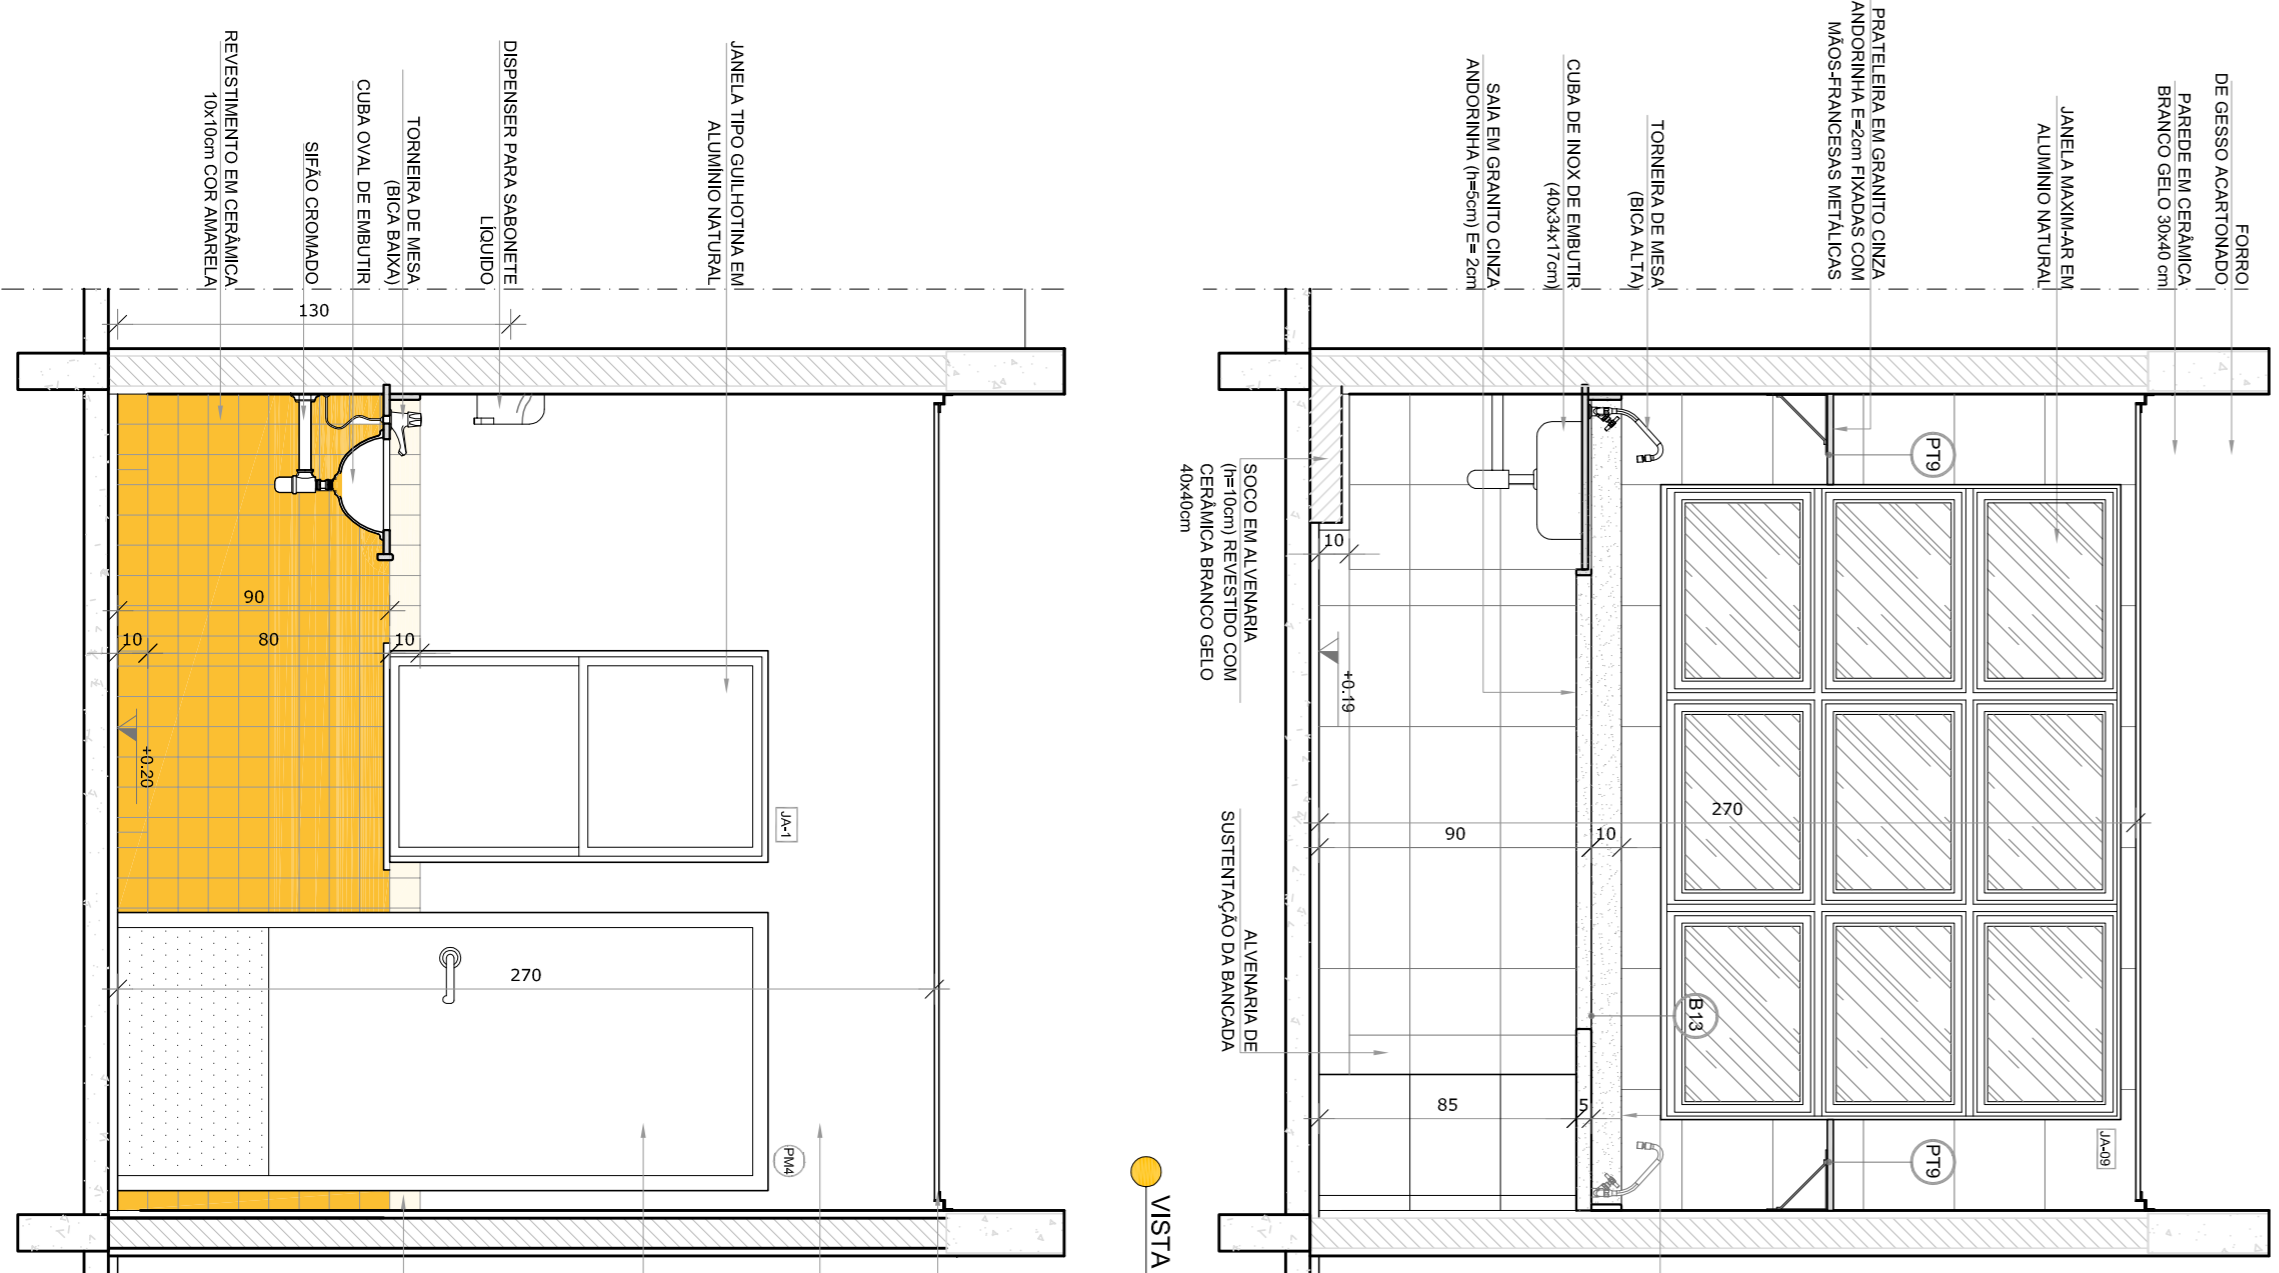 FORRO
DE GESSO ACARTONADO
PAREDE EM CERÂMICA
BRANCO GELO 30x40 cm
JANELA MAXIM-AR EM
ALUMÍNIO NATURAL
PRATELEIRA EM GRANITO CINZA
ANDORINHA E=2cm FIXADAS COM
MÃOS-FRANCESAS METÁLICAS
TORNEIRA DE MESA
(BICA ALTA)
CUBA DE INOX DE EMBUTIR
(40x34x17cm)
SAIA EM GRANITO CINZA
ANDORINHA (h=5cm) E= 2cm
PT9
SOCO EM ALVENARIA
(h=10cm) REVESTIDO COM
CERÂMICA BRANCO GELO
40x40cm
10
+0.19
270
90
10
ALVENARIA DE
SUSTENTAÇÃO DA BANCADA
B13
85
5
JA-09
PT9
JANELA TIPO GUILHOTINA EM
ALUMÍNIO NATURAL
DISPENSER PARA SABONETE
LÍQUIDO
TORNEIRA DE MESA
(BICA BAIXA)
CUBA OVAL DE EMBUTIR
SIFÃO CROMADO
REVESTIMENTO EM CERÂMICA
10x10cm COR AMARELA
130
90
10
80
10
+0.20
JA-1
270
PM4
VISTA